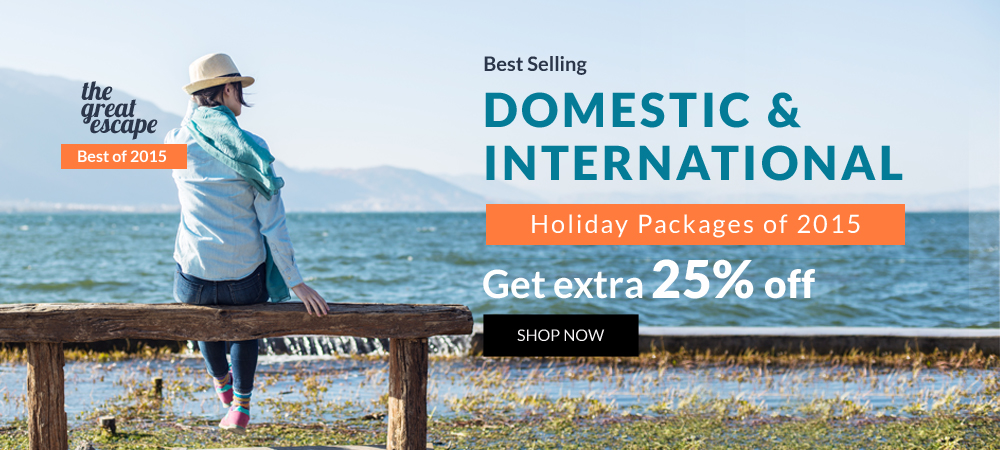 the
great
escape
Best of 2015
Best Selling
DOMESTIC &
INTERNATIONAL
Holiday Packages of 2015
Get extra 25% off
SHOP NOW